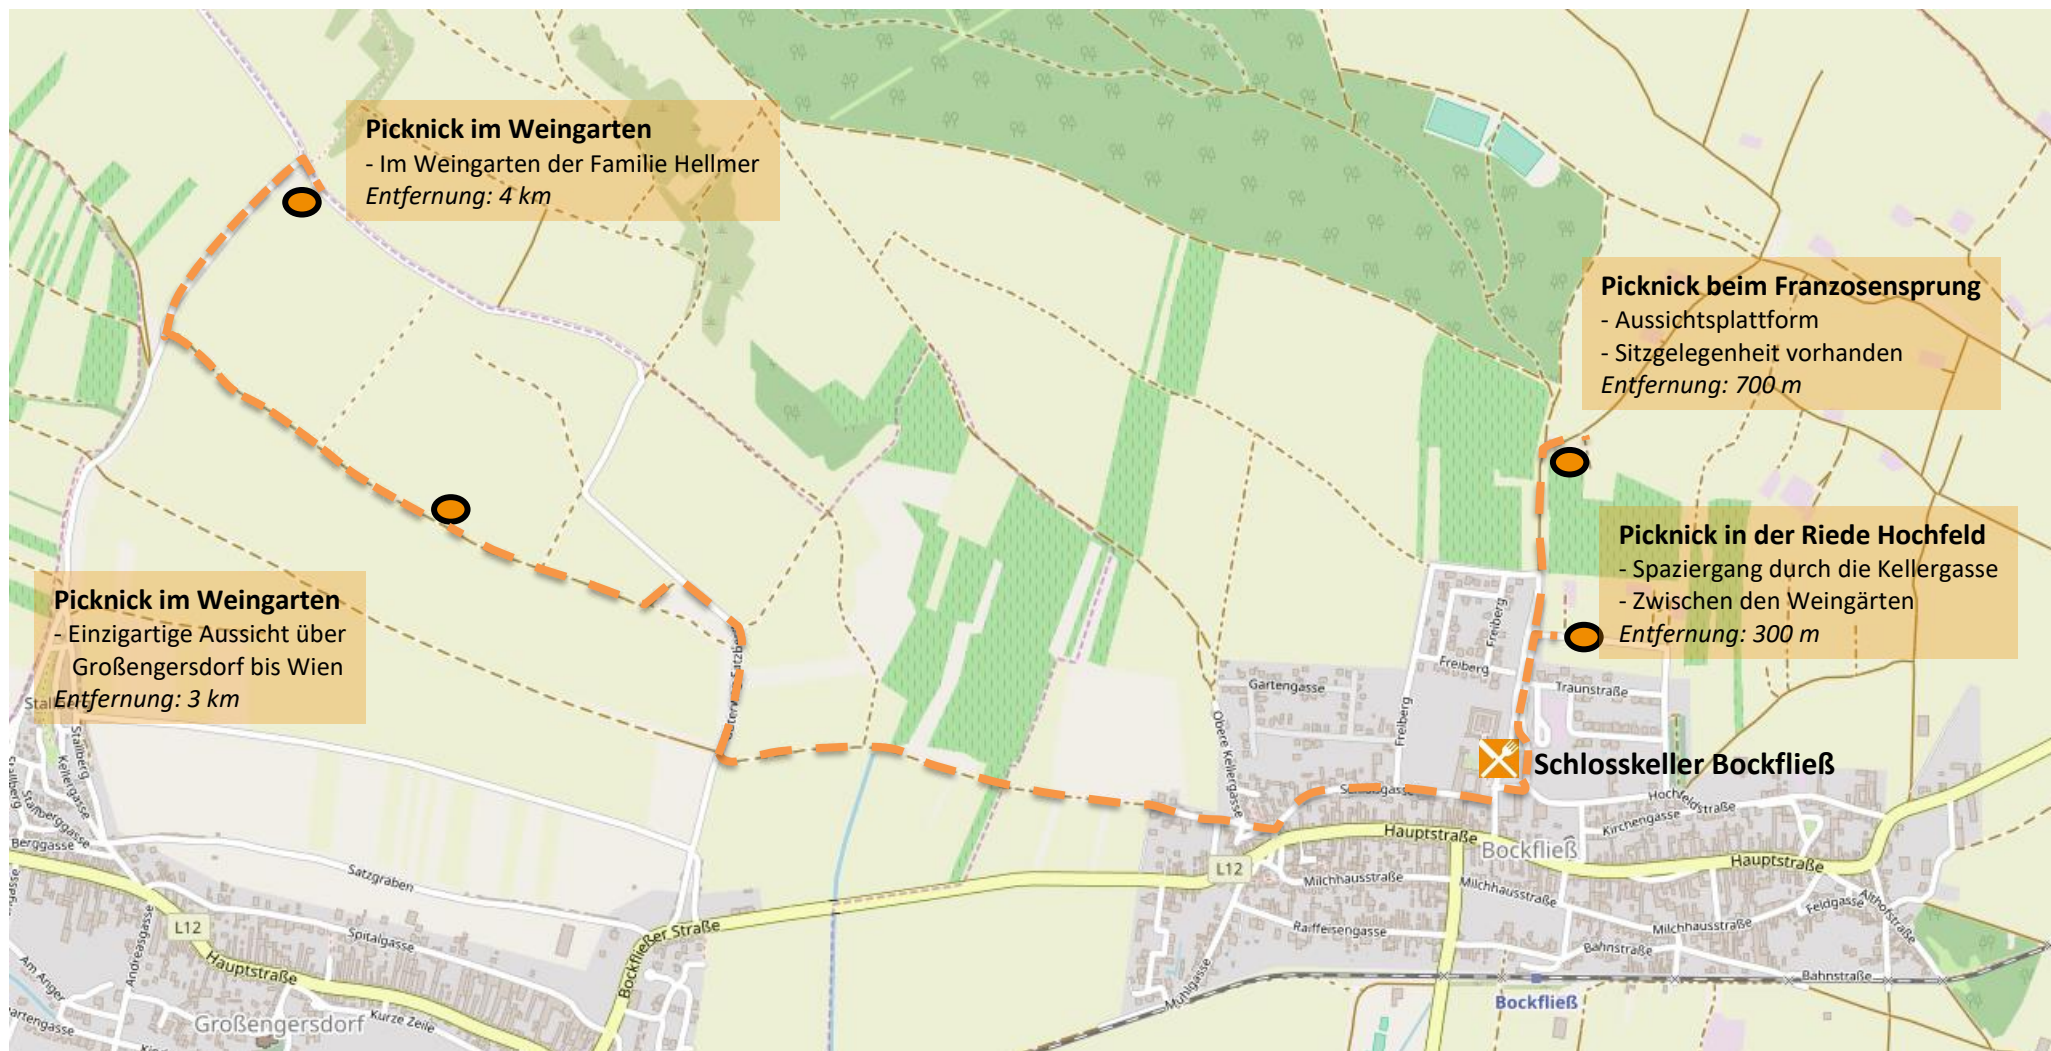 Picknick im Weingarten
- Im Weingarten der Familie Hellmer
Entfernung: 4 km
Picknick beim Franzosensprung
- Aussichtsplattform
- Sitzgelegenheit vorhanden
Entfernung: 700 m
Picknick in der Riede Hochfeld
- Spaziergang durch die Kellergasse
- Zwischen den Weingärten
Entfernung: 300 m
Picknick im Weingarten
- Einzigartige Aussicht über
Großengersdorf bis Wien
Entfernung: 3 km
Schlosskeller Bockfließ
Freiberg
Freiberg
Freiberg
Gartengasse
Traunstraße
Obere Kellergasse
Hochfeldstraße
Kirchengasse
Hauptstraße
Bockfließ
Hauptstraße
L12
Milchhausstraße
Milchhausstraße
Milchhausstraße
Raiffeisengasse
Feldgasse
Althofstraße
Bahnstraße
Bahnstraße
Mühlgasse
Bockfließ
Stallberg
Stallberg
Kellergasse
Stallberg
Stallberggasse
Berggasse
Satzgraben
Andreasgasse
L12
Spitalgasse
Hauptstraße
Bockfließer Straße
Am Anger
Großengersdorf
Kurze Zeile